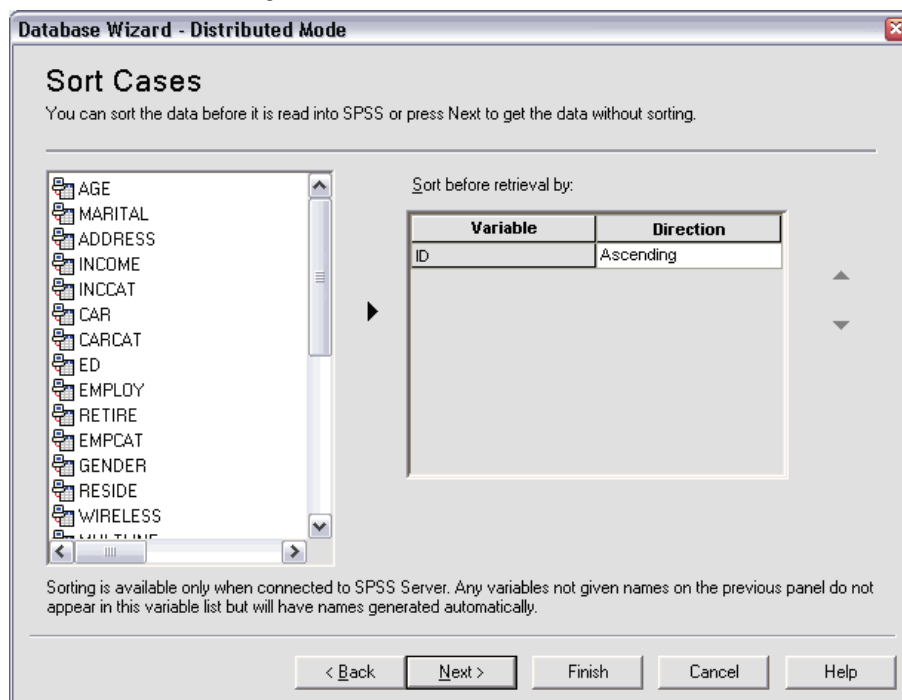 Database Wizard - Distributed Mode
Sort Cases
You can sort the data before it is read into SPSS or press Next to get the data without sorting.
AGE
MARITAL
ADDRESS
INCOME
INCCAT
CAR
CARCAT
ED
EMPLOY
RETIRE
EMPCAT
GENDER
RESIDE
WIRELESS
Sort before retrieval by:
Variable Direction
ID Ascending
Sorting is available only when connected to SPSS Server. Any variables not given names on the previous panel do not
appear in this variable list but will have names generated automatically.
< Back Next > Finish Cancel Help